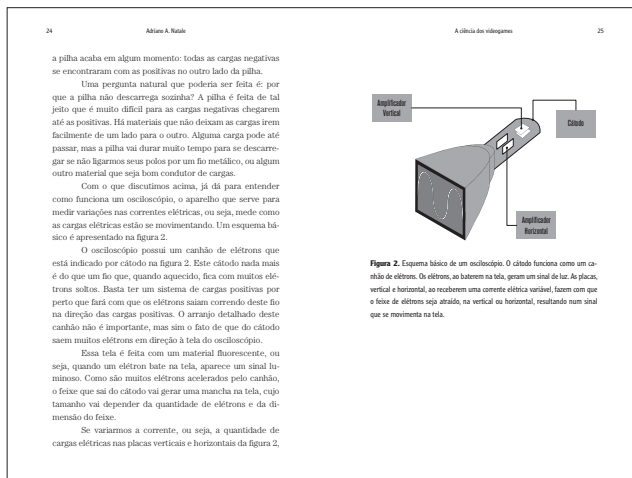 24
Adriano A. Natale
a pilha acaba em algum momento: todas as cargas negativas
se encontraram com as positivas no outro lado da pilha.
Uma pergunta natural que poderia ser feita é: por
que a pilha não descarrega sozinha? A pilha é feita de tal
jeito que é muito difícil para as cargas negativas chegarem
até as positivas. Há materiais que não deixam as cargas irem
facilmente de um lado para o outro. Alguma carga pode até
passar, mas a pilha vai durar muito tempo para se descarre-
gar se não ligarmos seus polos por um fio metálico, ou algum
outro material que seja bom condutor de cargas.
Com o que discutimos acima, já dá para entender
como funciona um osciloscópio, o aparelho que serve para
medir variações nas correntes elétricas, ou seja, mede como
as cargas elétricas estão se movimentando. Um esquema bá-
sico é apresentado na figura 2.
O osciloscópio possui um canhão de elétrons que
está indicado por cátodo na figura 2. Este cátodo nada mais
é do que um fio que, quando aquecido, fica com muitos elé-
trons soltos. Basta ter um sistema de cargas positivas por
perto que fará com que os elétrons saiam correndo deste fio
na direção das cargas positivas. O arranjo detalhado deste
canhão não é importante, mas sim o fato de que do cátodo
saem muitos elétrons em direção à tela do osciloscópio.
Essa tela é feita com um material fluorescente, ou
seja, quando um elétron bate na tela, aparece um sinal lu-
minoso. Como são muitos elétrons acelerados pelo canhão,
o feixe que sai do cátodo vai gerar uma mancha na tela, cujo
tamanho vai depender da quantidade de elétrons e da di-
mensão do feixe.
Se variarmos a corrente, ou seja, a quantidade de
cargas elétricas nas placas verticais e horizontais da figura 2,
A ciência dos videogames
25
Amplificador
Vertical
Cátodo
Amplificador
Horizontal
Figura 2. Esquema básico de um osciloscópio. O cátodo funciona como um ca-
nhão de elétrons. Os elétrons, ao baterem na tela, geram um sinal de luz. As placas,
vertical e horizontal, ao receberem uma corrente elétrica variável, fazem com que
o feixe de elétrons seja atraído, na vertical ou horizontal, resultando num sinal
que se movimenta na tela.